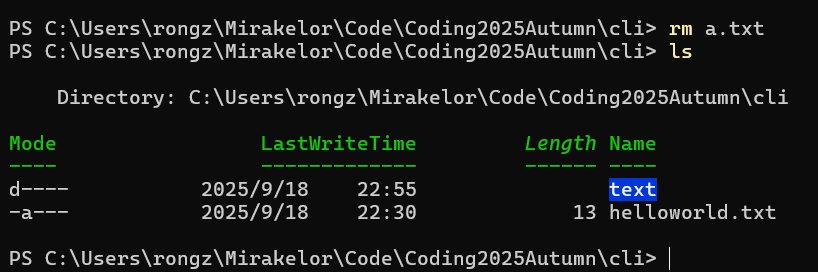 PS C:\Users\rongz\Mirakelor\Code\Coding2025Autumn\cli> rm a.txt
PS C:\Users\rongz\Mirakelor\Code\Coding2025Autumn\cli> ls
Directory: C:\Users\rongz\Mirakelor\Code\Coding2025Autumn\cli
Mode                LastWriteTime         Length Name
----                -------------         ------ ----
d----         2025/9/18    22:55                text
-a---         2025/9/18    22:30             13 helloworld.txt
PS C:\Users\rongz\Mirakelor\Code\Coding2025Autumn\cli>